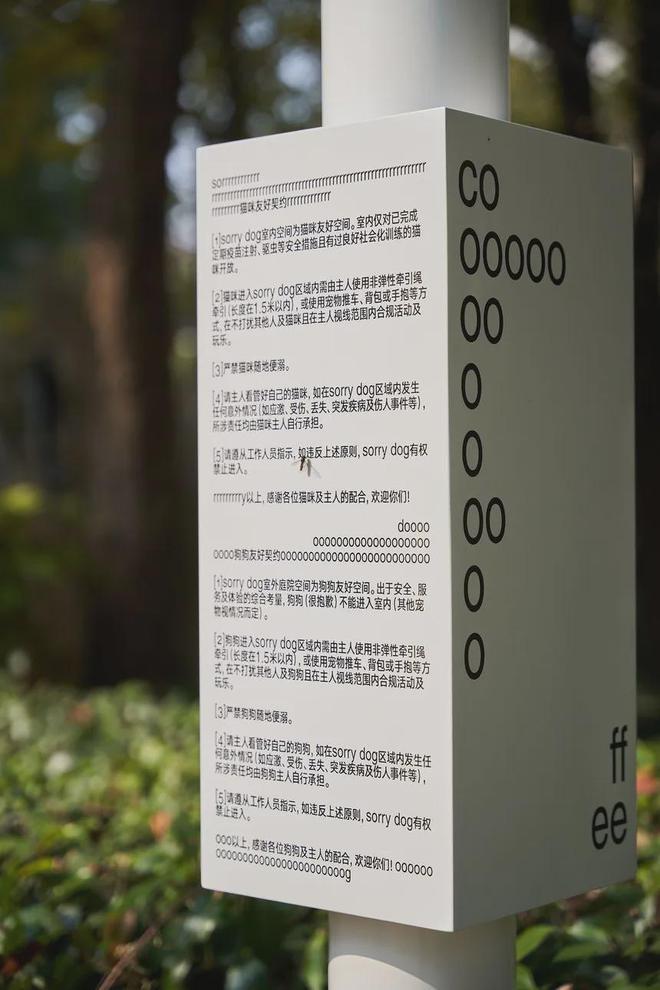 sorrrrrrrrrrrr
rrrrrrrrrrrrrrrrrrrrrrrrrrrrrrrrrrrrrrrrrrrrrrrrr
rrrrrrrrr猫咪友好契约rrrrrrrrrrrrrr
[1]sorry dog室内空间为猫咪友好空间。室内仅对已完成
定期疫苗注射、驱虫等安全措施且有过良好社会化训练的猫
咪开放。
[2]猫咪进入sorry dog区域内需由主人使用非弹性牵引绳
牵引(长度在1.5米以内),或使用宠物推车、背包或手抱等方
式,在不打扰其他人及猫咪且在主人视线范围内合规活动及
玩乐。
[3]严禁猫咪随地便溺。
[4]请主人看管好自己的猫咪,如在sorry dog区域内发生
任何意外情况(如应激、受伤、丢失、突发疾病及伤人事件等),
所涉责任均由猫咪主人自行承担。
[5]请遵从工作人员指示,如违反上述原则,sorry dog有权
禁止进入。
rrrrrrrrrry以上,感谢各位猫咪及主人的配合,欢迎你们!
doooo
ooooooooooooooooooooo
oooo狗狗友好契约ooooooooooooooooooooooooooo
[1]sorry dog室外庭院空间为狗狗友好空间。出于安全、服
务及体验的综合考量,狗狗(很抱歉)不能进入室内(其他宠
物视情况而定)。
[2]狗狗进入sorry dog区域内需由主人使用非弹性牵引绳
牵引(长度在1.5米以内),或使用宠物推车、背包或手抱等方
式,在不打扰其他人及狗狗且在主人视线范围内合规活动及
玩乐。
[3]严禁狗狗随地便溺。
[4]请主人看管好自己的狗狗,如在sorry dog区域内发生任
何意外情况(如应激、受伤、丢失、突发疾病及伤人事件等),
所涉责任均由狗狗主人自行承担。
[5]请遵从工作人员指示,如违反上述原则,sorry dog有权
禁止进入。
ooo以上,感谢各位狗狗及主人的配合,欢迎你们! oooooo
oooooooooooooooooooooooog
co
ooooo
oo
o
o
oo
o
o
ff
ee